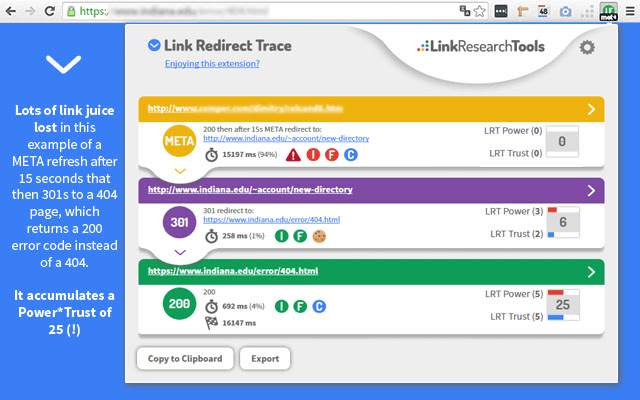 https:
48
Link Redirect Trace
Enjoying this extension?
LinkResearchTools
Lots of link juice
lost in this
example of a
META refresh after
15 seconds that
then 301s to a 404
page, which
returns a 200
error code instead
of a 404.
It accumulates a
Power*Trust of
25 (!)
http://www.
META
200 then after 15s META redirect to:
http://www.indiana.edu/~account/new-directory
15197 ms (94%)
I F C
LRT Power (0)
LRT Trust (0)
0
http://www.indiana.edu/~account/new-directory
301
301 redirect to:
https://www.indiana.edu/error/404.html
258 ms (1%)
I F
LRT Power (3)
LRT Trust (2)
6
https://www.indiana.edu/error/404.html
200
200
692 ms (4%)
I F C
16147 ms
LRT Power (5)
LRT Trust (5)
25
Copy to Clipboard
Export